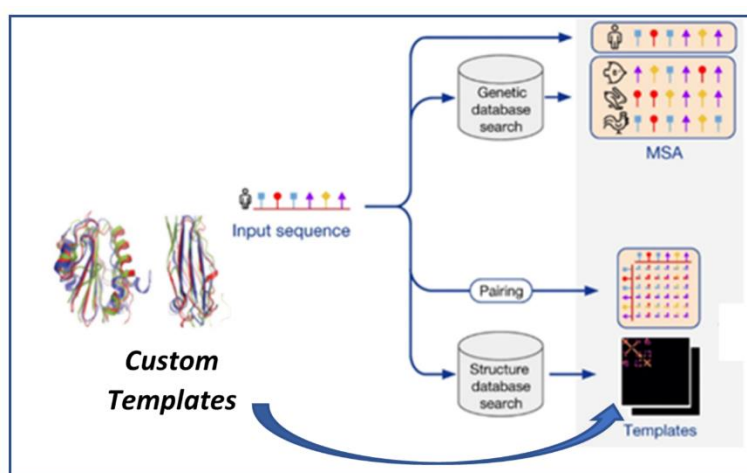 Genetic
database
search
MSA
Input sequence
Pairing
Custom
Templates
Structure
database
search
Templates